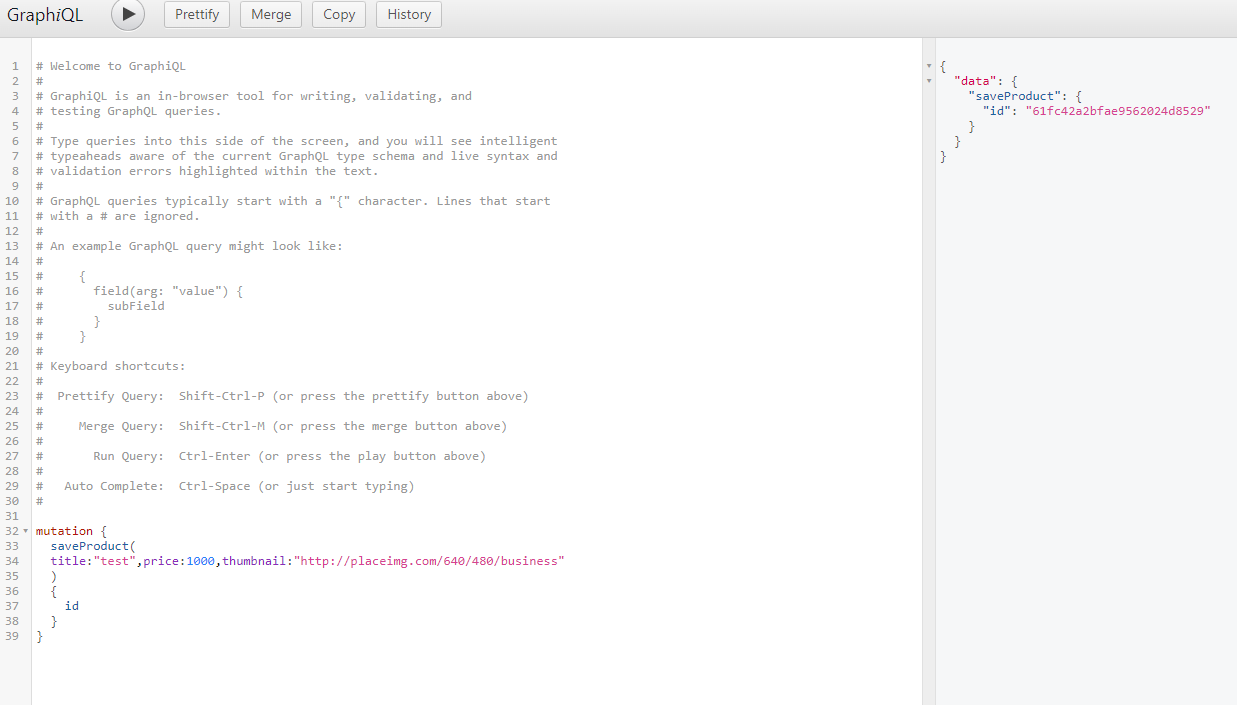 GraphiQL Prettify Merge Copy History
1 # Welcome to GraphiQL
2 #
3 # GraphiQL is an in-browser tool for writing, validating, and
4 # testing GraphQL queries.
5 #
6 # Type queries into this side of the screen, and you will see intelligent
7 # typeaheads aware of the current GraphQL type schema and live syntax and
8 # validation errors highlighted within the text.
9 #
10 # GraphQL queries typically start with a "{" character. Lines that start
11 # with a # are ignored.
12 #
13 # An example GraphQL query might look like:
14 #
15 #     {
16 #       field(arg: "value") {
17 #         subField
18 #       }
19 #     }
20 #
21 # Keyboard shortcuts:
22 #
23 #  Prettify Query:  Shift-Ctrl-P (or press the prettify button above)
24 #
25 #     Merge Query:  Shift-Ctrl-M (or press the merge button above)
26 #
27 #       Run Query:  Ctrl-Enter (or press the play button above)
28 #
29 #   Auto Complete:  Ctrl-Space (or just start typing)
30 #
31
32 mutation {
33   saveProduct(
34   title:"test",price:1000,thumbnail:"http://placeimg.com/640/480/business"
35   )
36   {
37     id
38   }
39 }
{
  "data": {
    "saveProduct": {
      "id": "61fc42a2bfae9562024d8529"
    }
  }
}